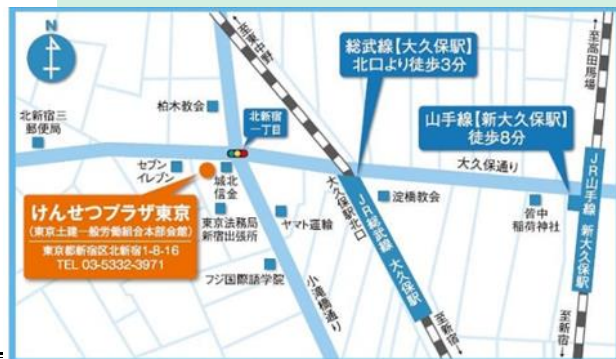 N
至東中野
総武線【大久保駅】
北口より徒歩3分
至高田馬場
柏木教会
北新宿
一丁目
山手線【新大久保駅】
徒歩8分
北新宿三
郵便局
セブン
イレブン
城北
信金
大久保通り
けんせつプラザ東京
(東京土建一般労働組合本部会館)
東京都新宿区北新宿1-8-16
TEL 03-5332-3971
東京法務局
新宿出張所
ヤマト運輸
大久保駅北口
淀橋教会
皆中
稲荷神社
JR総武線 大久保駅
JR山手線 新大久保駅
フジ国際語学院
小滝橋通り
至新宿
至新宿